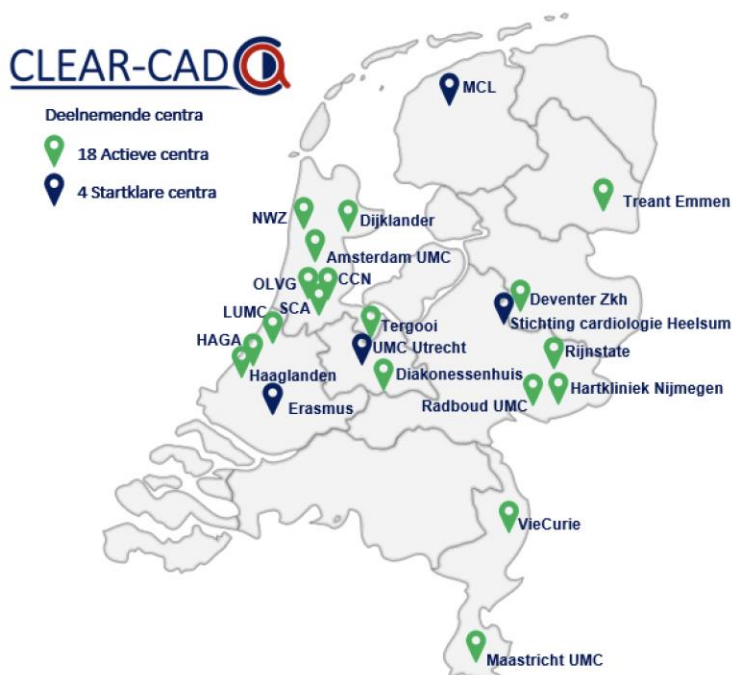 CLEAR-CAD
Deelnemende centra
18 Actieve centra
4 Startklare centra
MCL
Treant Emmen
NWZ
Dijklander
Amsterdam UMC
OLVG
CCN
SCA
Deventer Zkh
Stichting cardiologie Heelsum
LUMC
Tergooi
HAGA
UMC Utrecht
Rijnstate
Haaglanden
Diakonessenhuis
Hartkliniek Nijmegen
Erasmus
Radboud UMC
VieCurie
Maastricht UMC